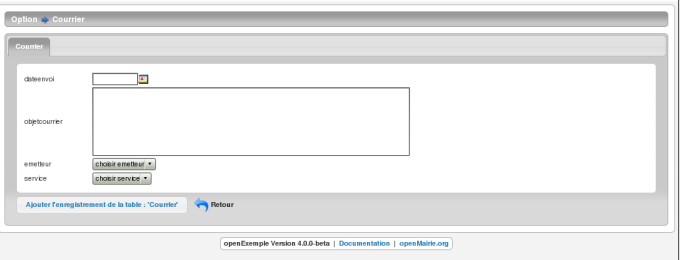 Option Courrier
Courrier
dateenvoi
objetcourrier
emetteur choisir emetteur
service choisir service
Ajouter l'enregistrement de la table : 'Courrier' Retour
openExemple Version 4.0.0-beta | Documentation | openMairie.org